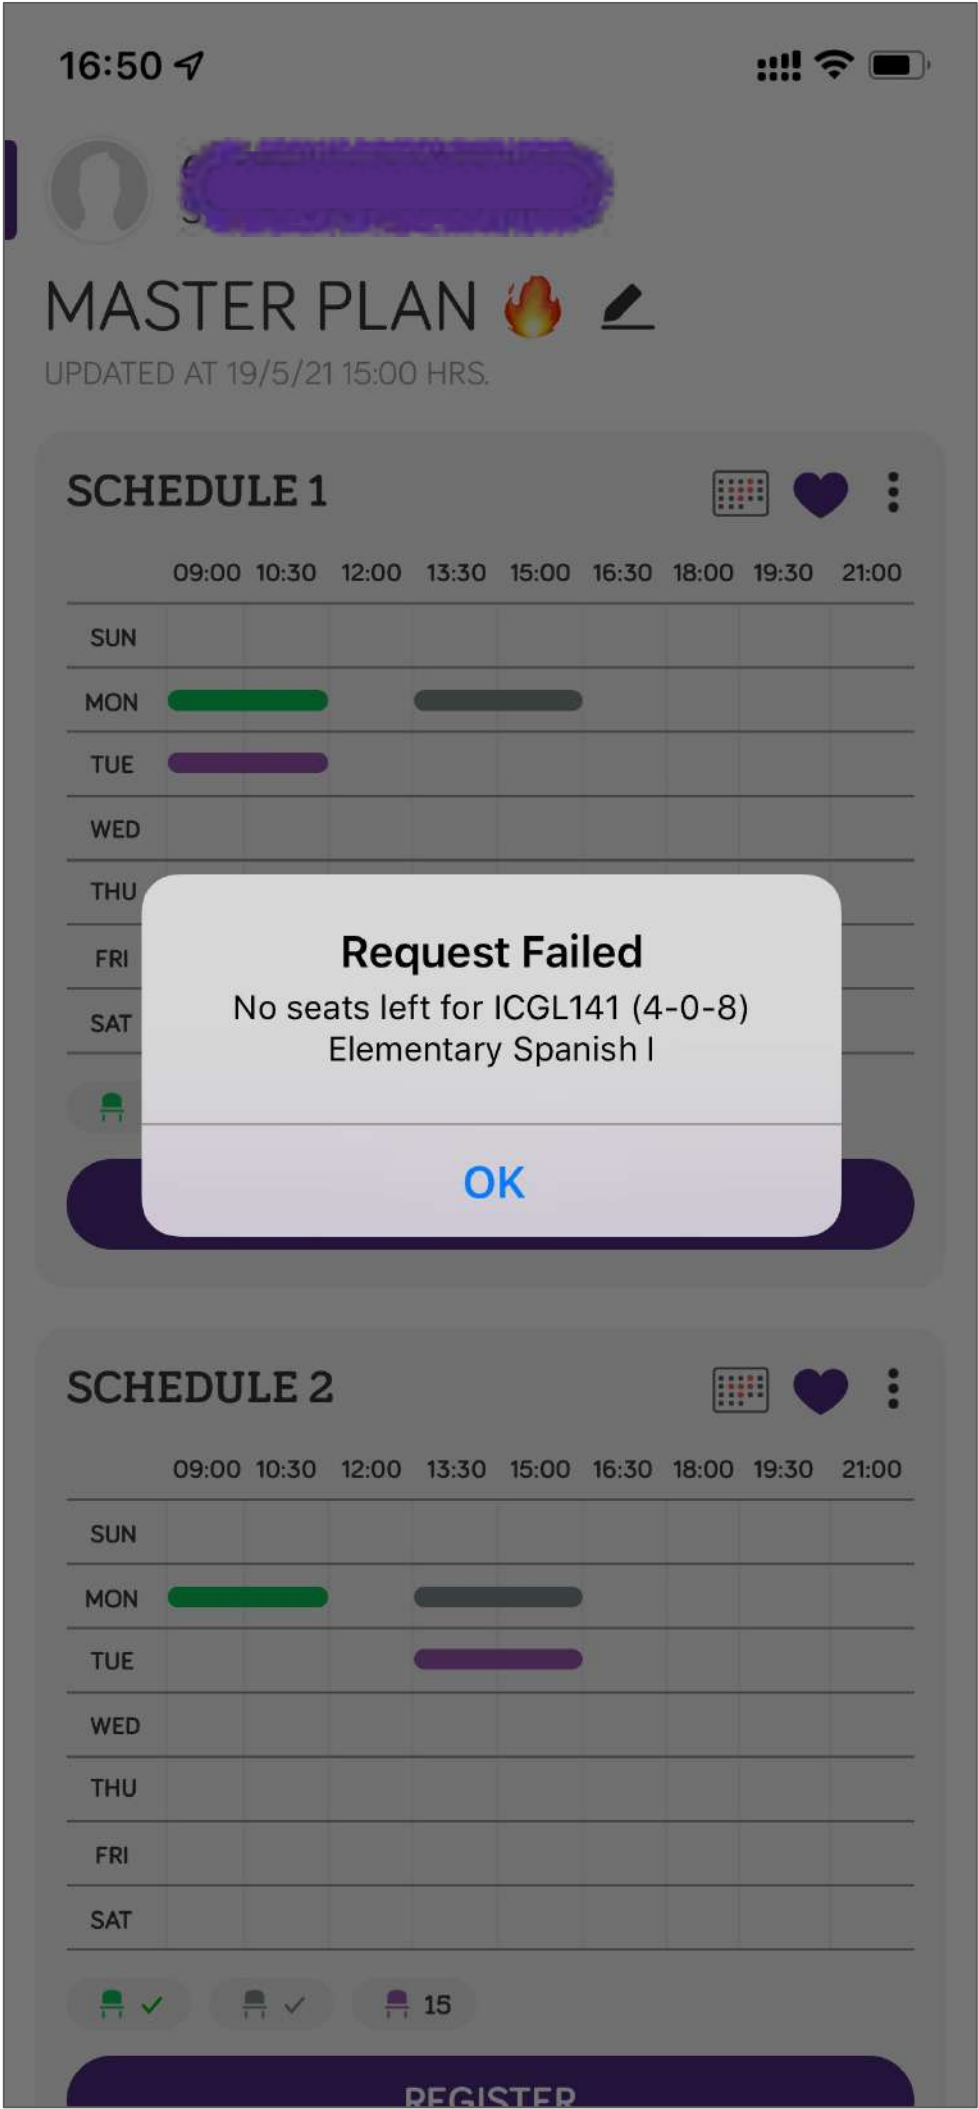 16:50
MASTER PLAN 🔥
UPDATED AT 19/5/21 15:00 HRS.
SCHEDULE 1
09:00 10:30 12:00 13:30 15:00 16:30 18:00 19:30 21:00
SUN
MON
TUE
WED
THU
FRI
SAT
Request Failed
No seats left for ICGL141 (4-0-8)
Elementary Spanish I
OK
SCHEDULE 2
09:00 10:30 12:00 13:30 15:00 16:30 18:00 19:30 21:00
SUN
MON
TUE
WED
THU
FRI
SAT
15
REGISTER